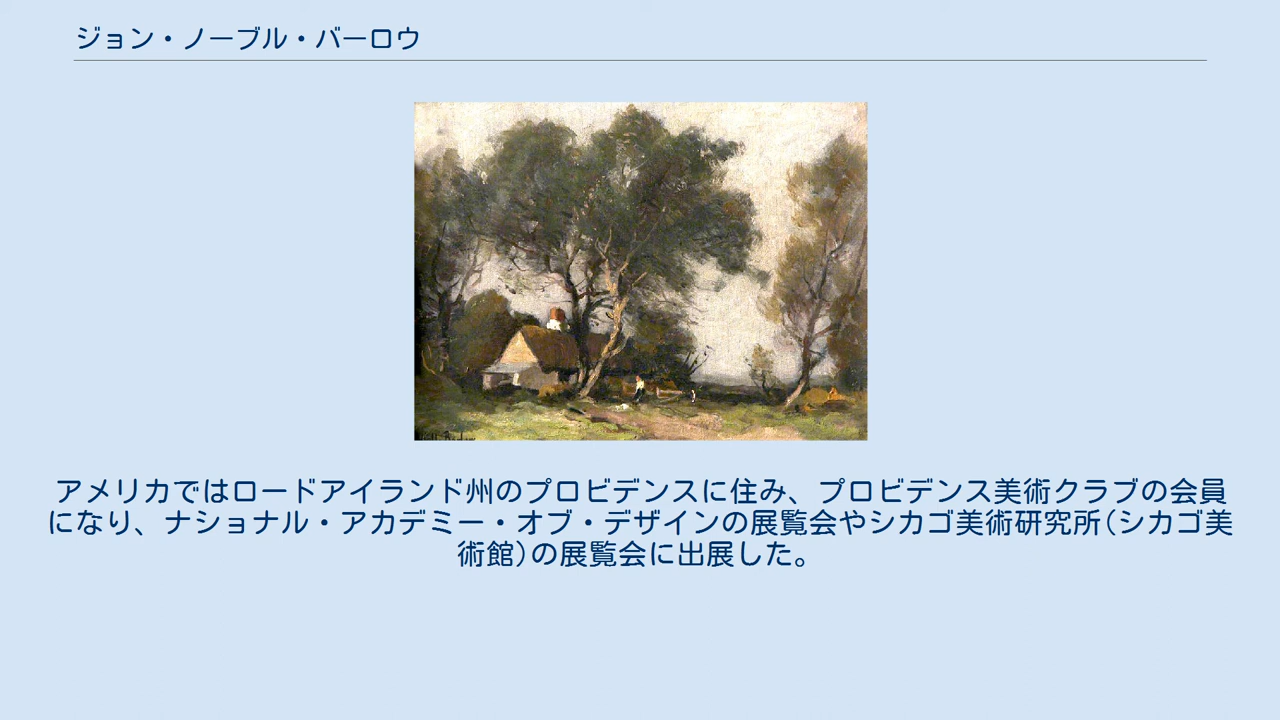 ジョン・ノーブル・バーロウ
アメリカではロードアイランド州のプロビデンスに住み、プロビデンス美術クラブの会員
になり、ナショナル・アカデミー・オブ・デザインの展覧会やシカゴ美術研究所(シカゴ美
術館)の展覧会に出展した。